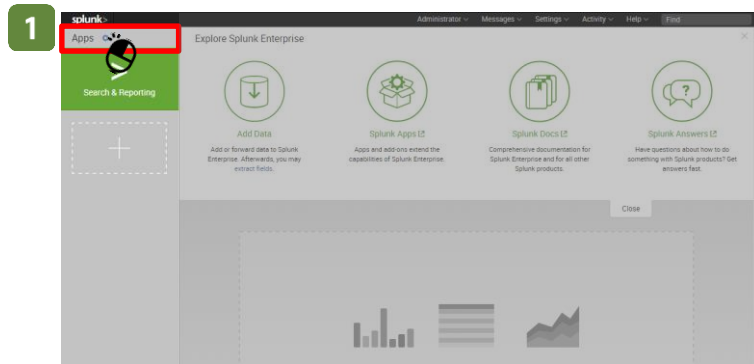 1
splunk>
Administrator Messages Settings Activity Help Find
Apps
Explore Splunk Enterprise
Search & Reporting
Add Data
Add or forward data to Splunk
Enterprise. Afterwards, you may
extract fields.
Splunk Apps
Apps and add-ons extend the
capabilities of Splunk Enterprise.
Splunk Docs
Comprehensive documentation for
Splunk Enterprise and for all other
Splunk products.
Splunk Answers
Have questions about how to do
something with Splunk products? Get
answers fast.
Close